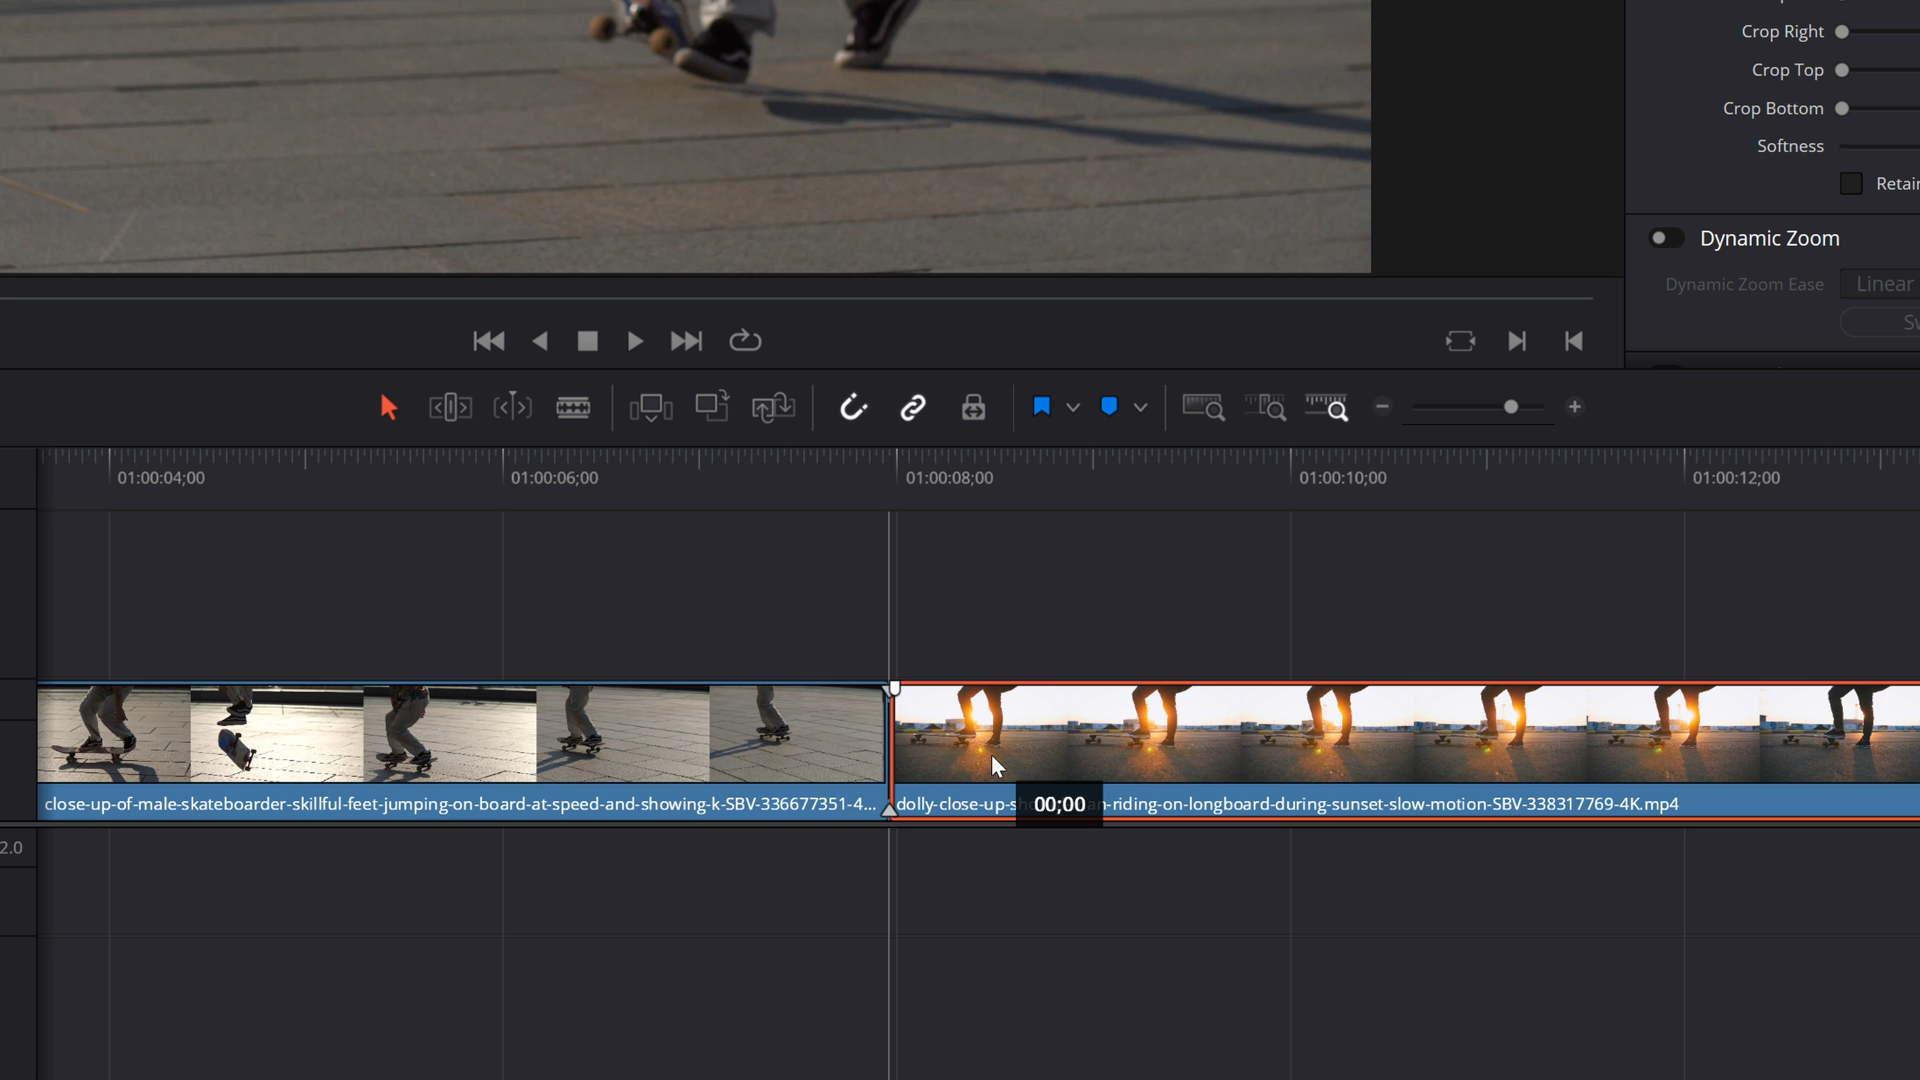 Crop Right
Crop Top
Crop Bottom
Softness
Retai
Dynamic Zoom
Dynamic Zoom Ease Linear
01:00:04;00 01:00:06;00 01:00:08;00 01:00:10;00 01:00:12;00
close-up-of-male-skateboarder-skillful-feet-jumping-on-board-at-speed-and-showing-k-SBV-336677351-4... dolly-close-up-sh 00;00 n-riding-on-longboard-during-sunset-slow-motion-SBV-338317769-4K.mp4
2.0